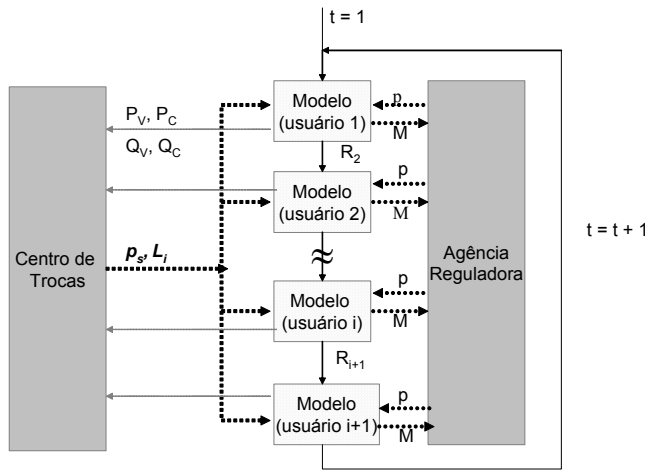 t = 1
Modelo
(usuário 1)
p
M
P_V, P_C
Q_V, Q_C
R_2
Modelo
(usuário 2)
p
M
Centro de
Trocas
p_s, L_i
Agência
Reguladora
t = t + 1
Modelo
(usuário i)
p
M
R_{i+1}
Modelo
(usuário i+1)
p
M